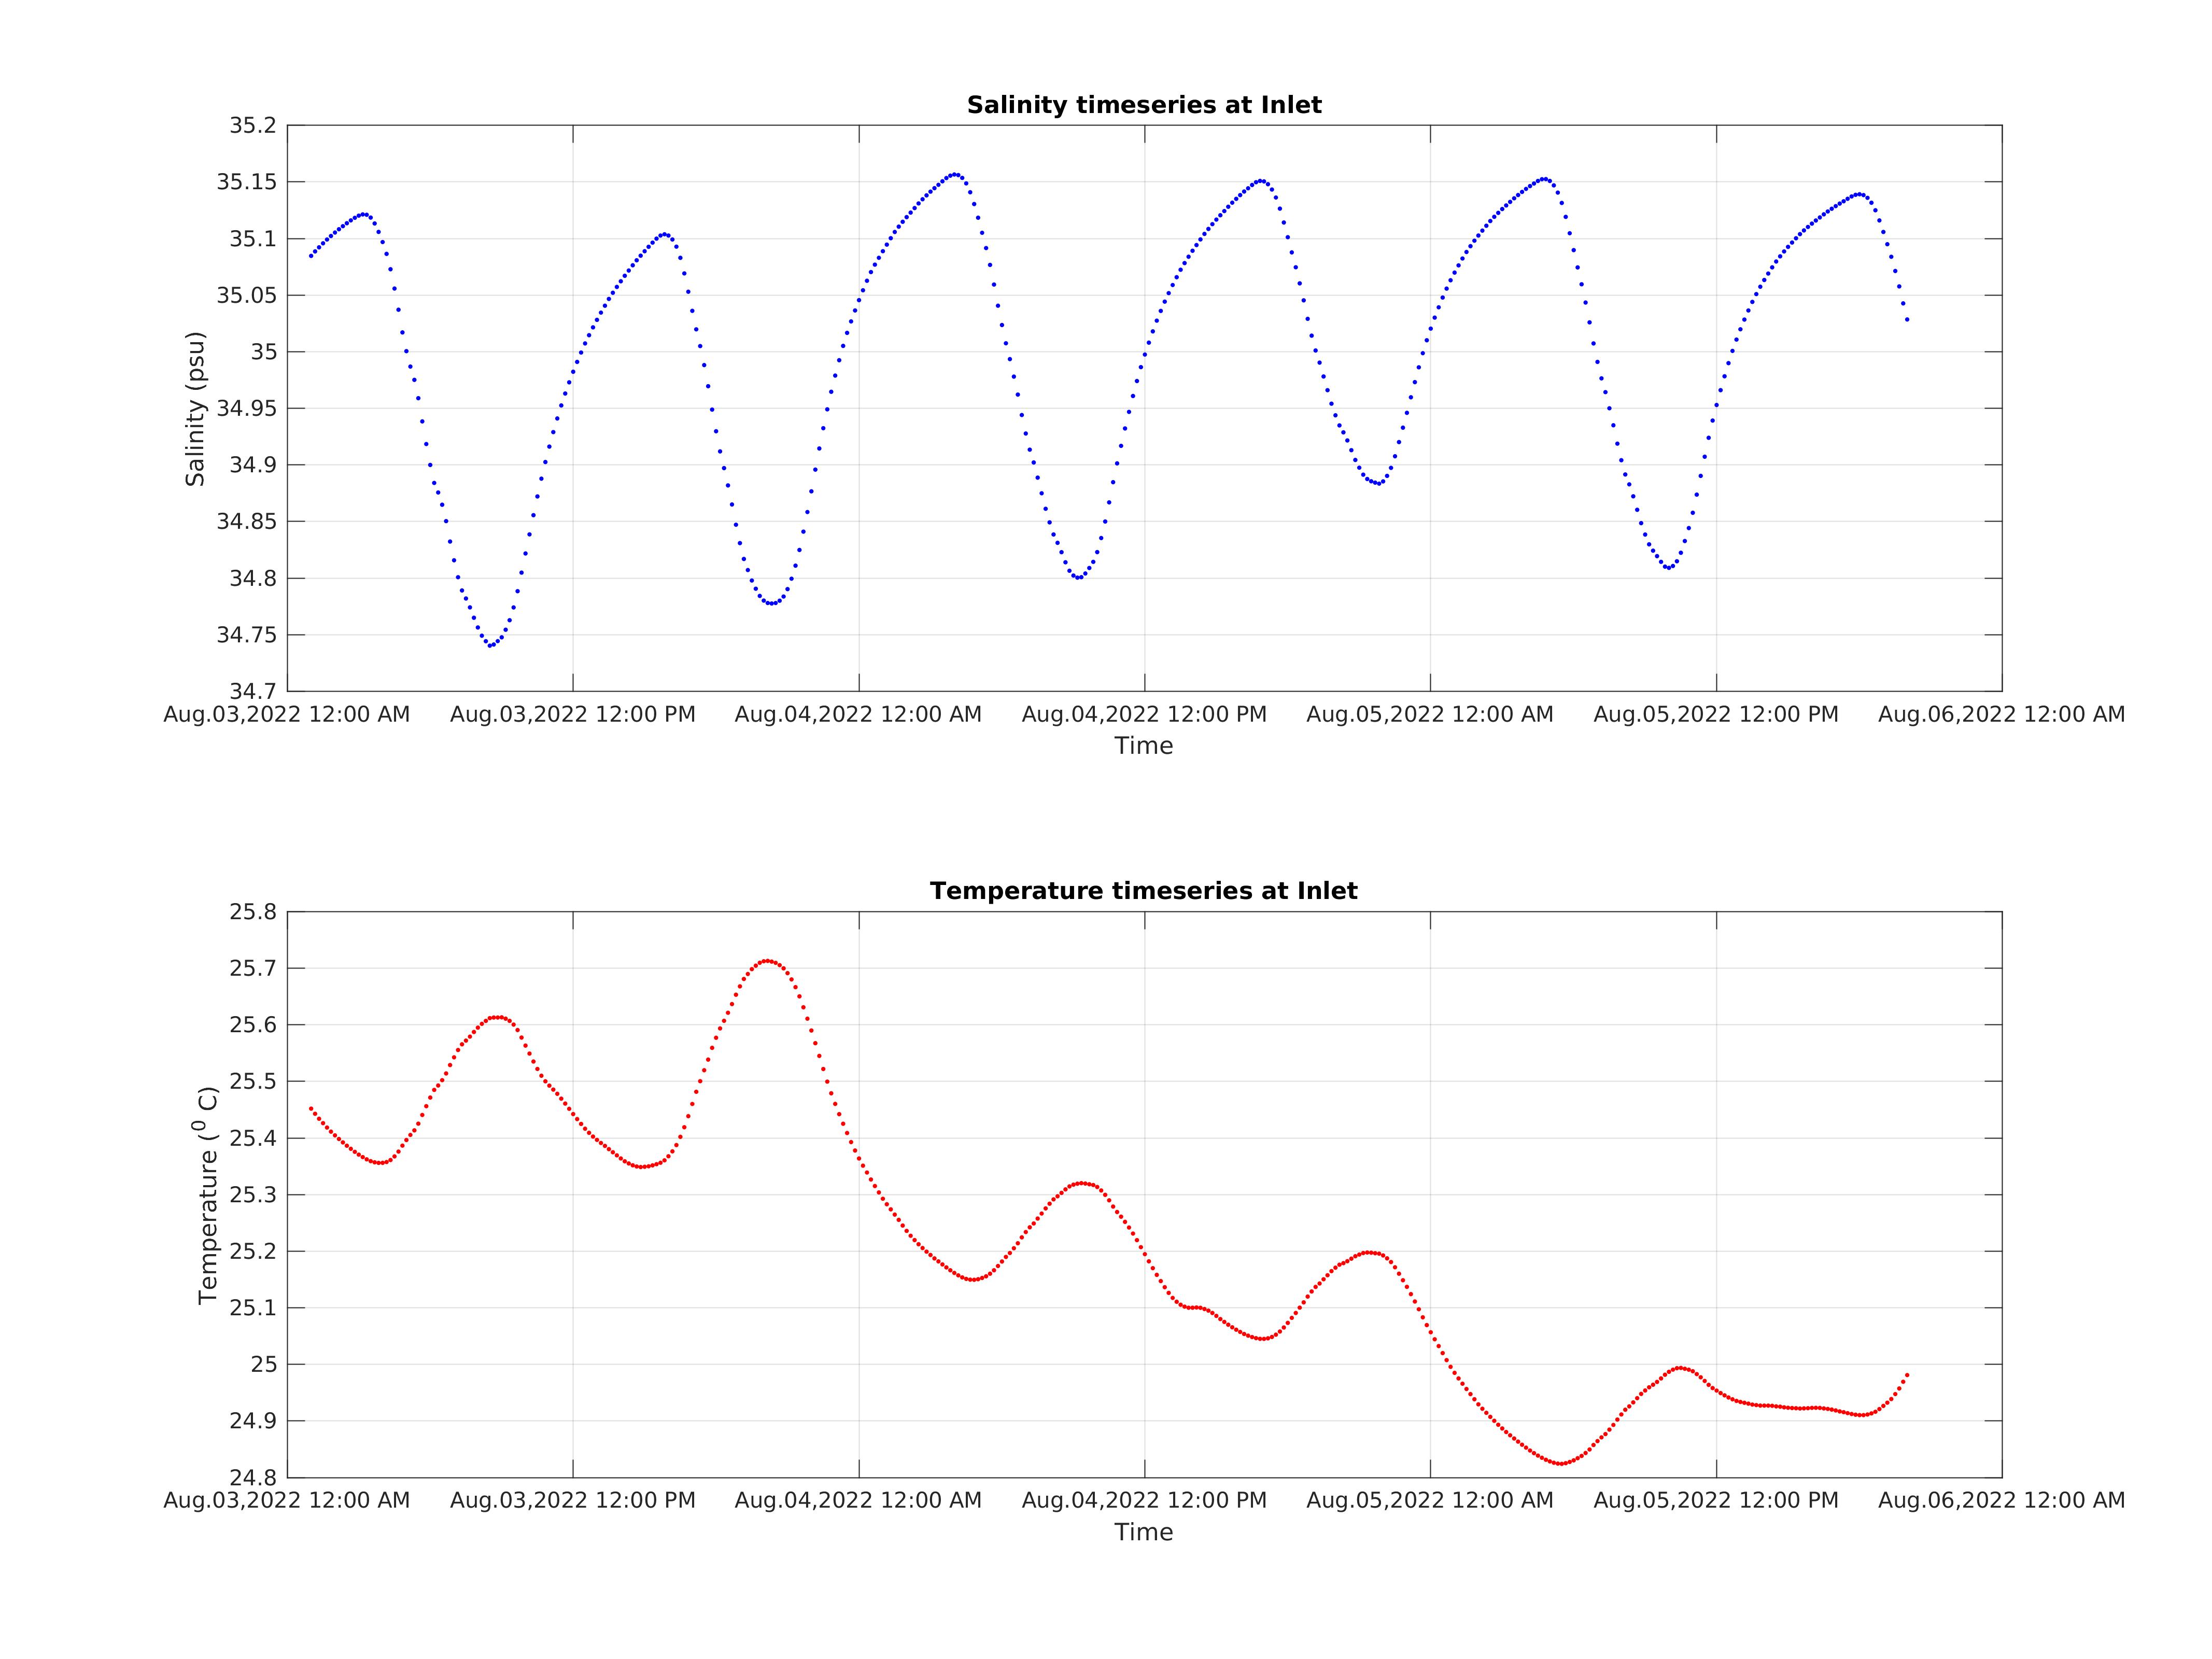 Salinity timeseries at Inlet
35.2
35.15
35.1
35.05
35
34.95
34.9
34.85
34.8
34.75
34.7
Salinity (psu)
Aug.03,2022 12:00 AM Aug.03,2022 12:00 PM Aug.04,2022 12:00 AM Aug.04,2022 12:00 PM Aug.05,2022 12:00 AM Aug.05,2022 12:00 PM Aug.06,2022 12:00 AM
Time
Temperature timeseries at Inlet
25.8
25.7
25.6
25.5
25.4
25.3
25.2
25.1
25
24.9
24.8
Temperature (⁰ C)
Aug.03,2022 12:00 AM Aug.03,2022 12:00 PM Aug.04,2022 12:00 AM Aug.04,2022 12:00 PM Aug.05,2022 12:00 AM Aug.05,2022 12:00 PM Aug.06,2022 12:00 AM
Time